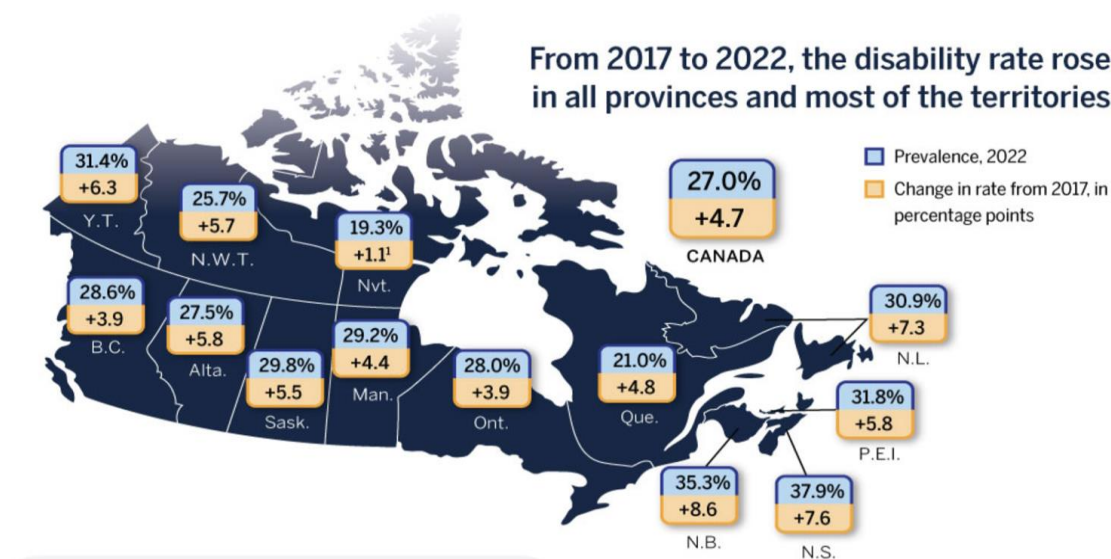 From 2017 to 2022, the disability rate rose
in all provinces and most of the territories
Prevalence, 2022
Change in rate from 2017, in
percentage points
27.0%
+4.7
CANADA
31.4%
+6.3
Y.T.
25.7%
+5.7
N.W.T.
19.3%
+1.1¹
Nvt.
28.6%
+3.9
B.C.
27.5%
+5.8
Alta.
29.8%
+5.5
Sask.
29.2%
+4.4
Man.
28.0%
+3.9
Ont.
21.0%
+4.8
Que.
30.9%
+7.3
N.L.
31.8%
+5.8
P.E.I.
35.3%
+8.6
N.B.
37.9%
+7.6
N.S.